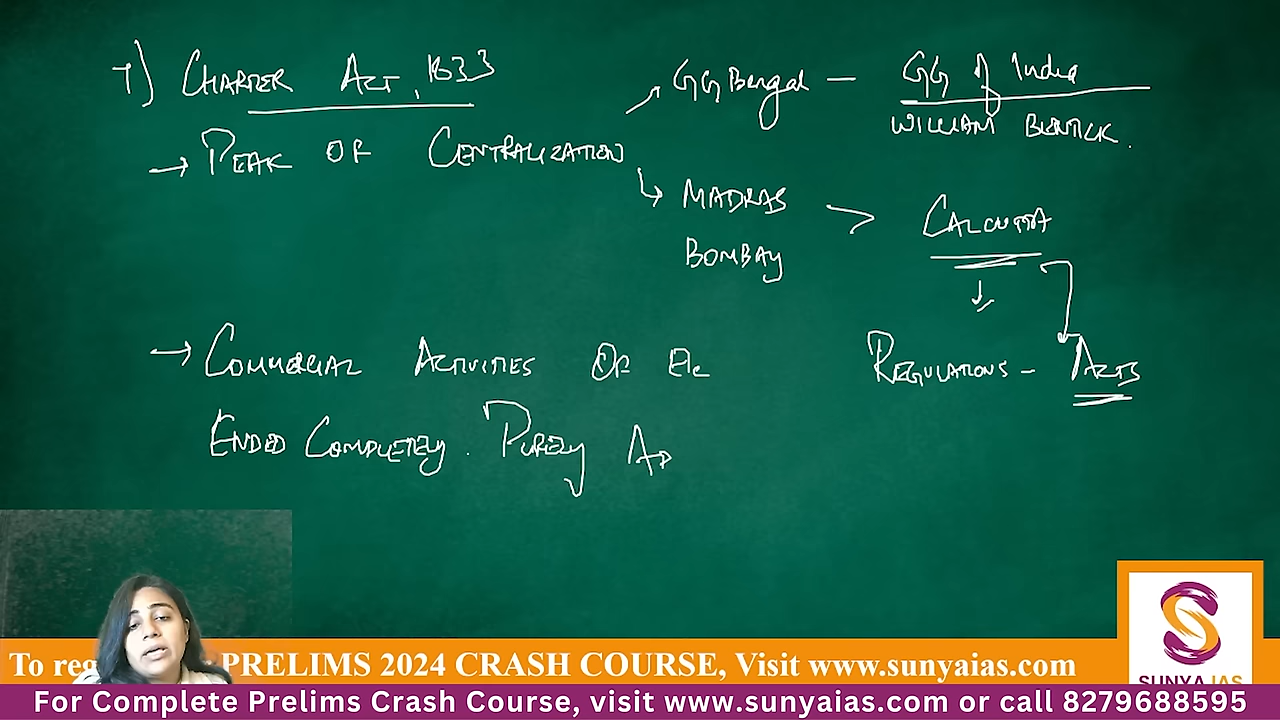 7) CHARTER ACT, 1833
→ PEAK OF CENTRALIZATION
GG Bengal — GG of India
WILLIAM BENTICK.
MADRAS > CALCUTTA
BOMBAY
REGULATIONS - ACTS
→ COMMERCIAL ACTIVITIES OF EIC
ENDED COMPLETELY. PURELY AD
To reg PRELIMS 2024 CRASH COURSE, Visit www.sunyaias.com
SUNYA IAS
For Complete Prelims Crash Course, visit www.sunyaias.com or call 8279688595